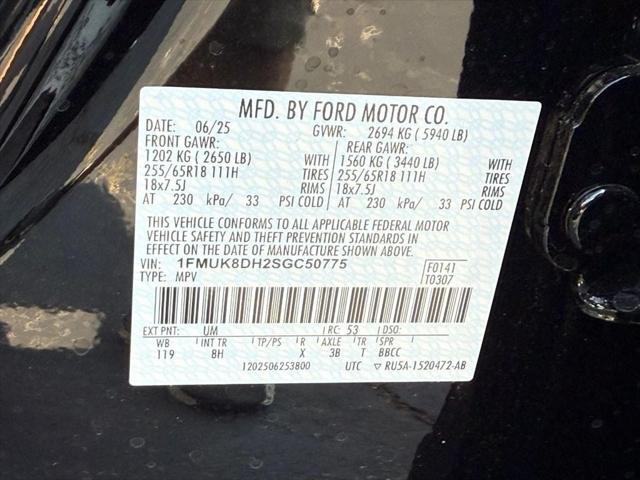 MFD. BY FORD MOTOR CO.
DATE: 06/25 GVWR: 2694 KG (5940 LB)
FRONT GAWR: REAR GAWR:
1202 KG (2650 LB) WITH 1560 KG (3440 LB) WITH
255/65R18 111H TIRES 255/65R18 111H TIRES
18x7.5J RIMS 18x7.5J RIMS
AT 230 kPa/ 33 PSI COLD AT 230 kPa/ 33 PSI COLD
THIS VEHICLE CONFORMS TO ALL APPLICABLE FEDERAL MOTOR
VEHICLE SAFETY AND THEFT PREVENTION STANDARDS IN
EFFECT ON THE DATE OF MANUFACTURE SHOWN ABOVE.
VIN: 1FMUK8DH2SGC50775 F0141
TYPE: MPV T0307
EXT PNT: UM RC: 53 DSO:
WB INT TR TP/PS R AXLE TR SPR
119 8H X 3B T BBCC
1202506253800 UTC ▽ RU5A-1520472-AB